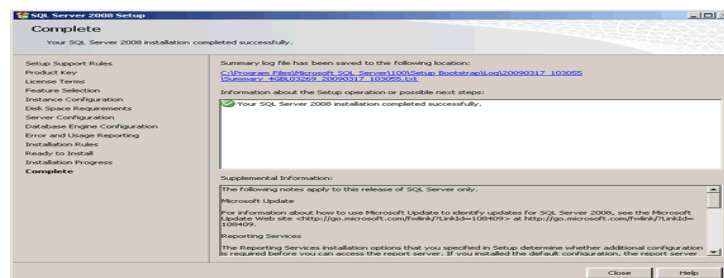 SQL Server 2008 Setup
Complete
Your SQL Server 2008 installation completed successfully.
Setup Support Rules
Product Key
License Terms
Feature Selection
Instance Configuration
Disk Space Requirements
Server Configuration
Database Engine Configuration
Error and Usage Reporting
Installation Rules
Ready to Install
Installation Progress
Complete
Summary log file has been saved to the following location:
C:\Program Files\Microsoft SQL Server\100\Setup Bootstrap\Log\20090317_103055
\Summary_4GBL03269_20090317_103055.txt
Information about the Setup operation or possible next steps:
Your SQL Server 2008 installation completed successfully.
Supplemental Information:
The following notes apply to this release of SQL Server only.
Microsoft Update
For information about how to use Microsoft Update to identify updates for SQL Server 2008, see the Microsoft
Update Web site <http://go.microsoft.com/fwlink/?LinkId=108409> at http://go.microsoft.com/fwlink/?LinkId=
108409.
Reporting Services
The Reporting Services installation options that you specified in Setup determine whether additional configuration
is required before you can access the report server. If you installed the default configuration, the report server
Close
Help